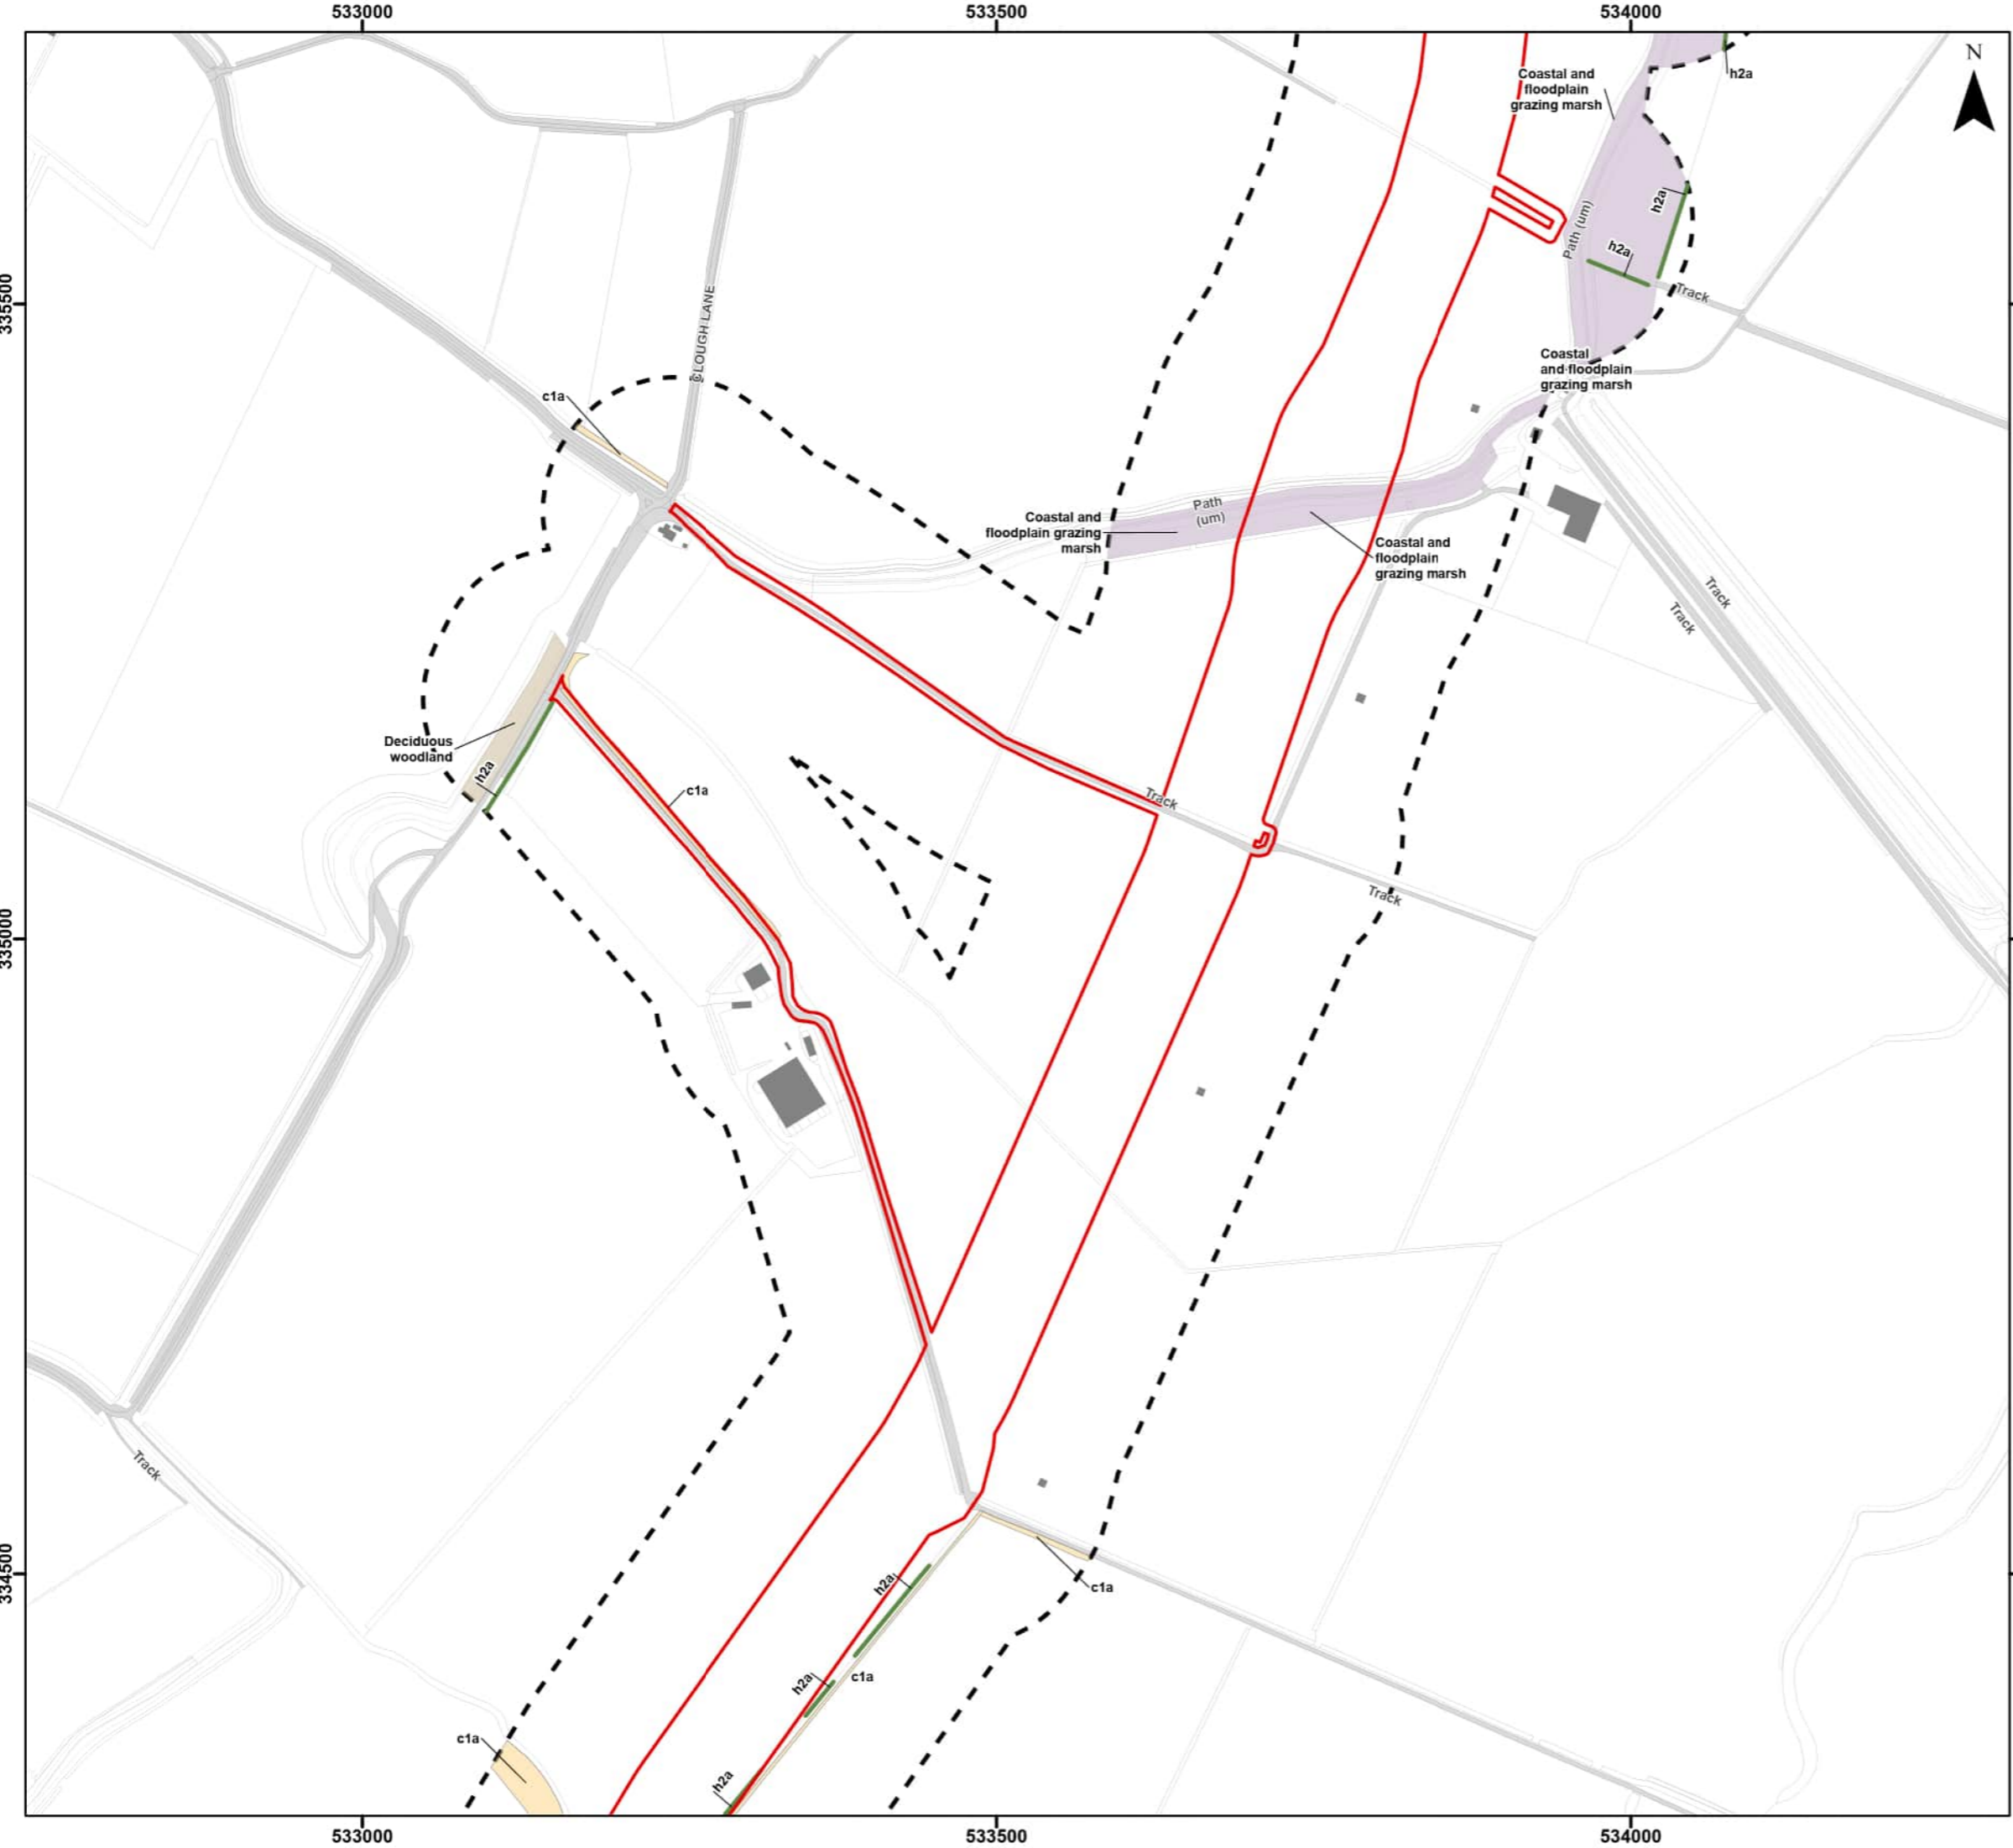 533000
533500
534000
N
Coastal and
floodplain
grazing marsh
h2a
h2a
Path (um)
h2a
Track
335500
CLOUGH LANE
Coastal
and floodplain
grazing marsh
c1a
Path
(um)
Coastal and
floodplain grazing
marsh
Coastal and
floodplain
grazing marsh
Track
Track
Deciduous
woodland
h2a
c1a
Track
Track
335000
Track
334500
h2a
c1a
h2a
c1a
c1a
h2a
533000
533500
534000